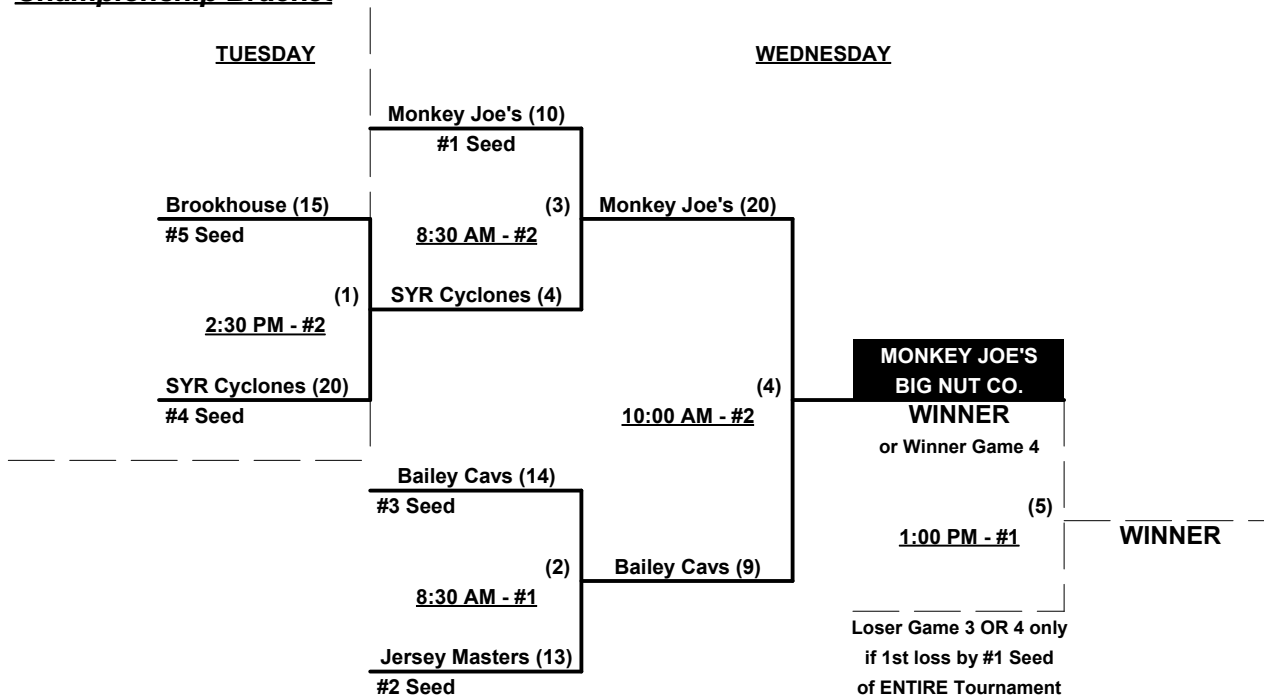 Championship Bracket
TUESDAY
WEDNESDAY
Monkey Joe's (10)
#1 Seed
Brookhouse (15)
#5 Seed
(3)
8:30 AM - #2
Monkey Joe's (20)
(1)
2:30 PM - #2
SYR Cyclones (4)
SYR Cyclones (20)
#4 Seed
(4)
10:00 AM - #2
MONKEY JOE'S
BIG NUT CO.
WINNER
or Winner Game 4
Bailey Cavs (14)
#3 Seed
(5)
1:00 PM - #1
WINNER
(2)
8:30 AM - #1
Bailey Cavs (9)
Jersey Masters (13)
#2 Seed
Loser Game 3 OR 4 only
if 1st loss by #1 Seed
of ENTIRE Tournament